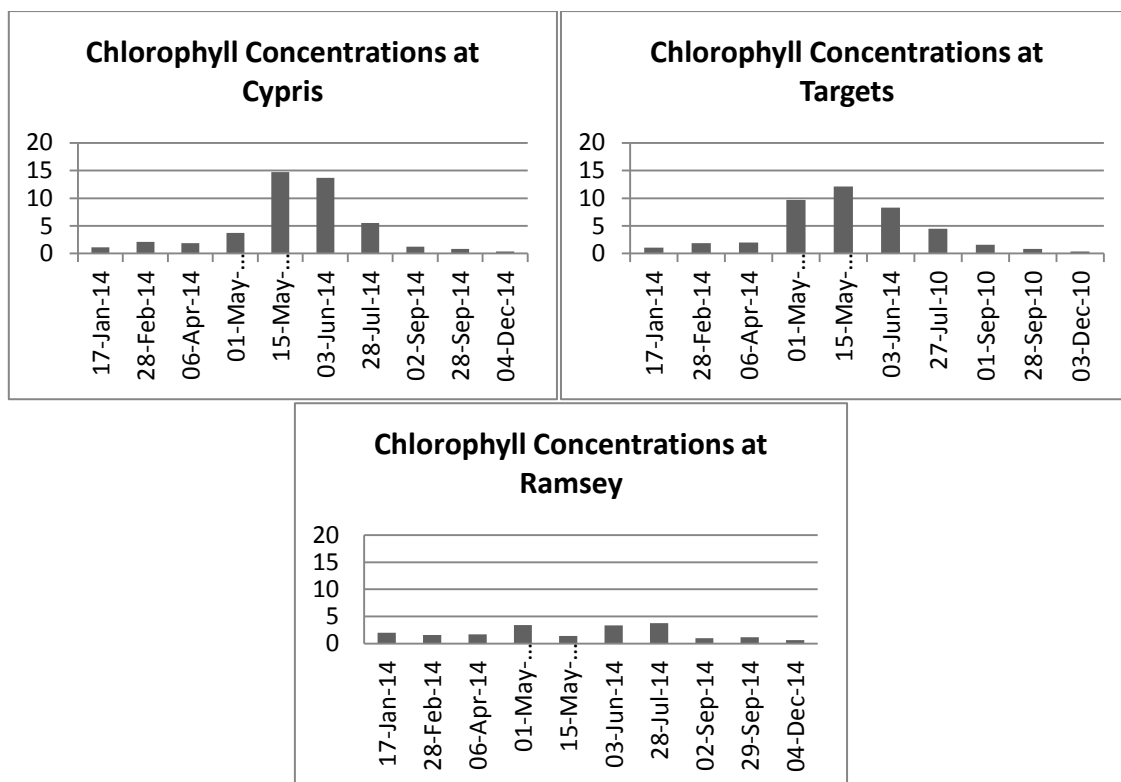 Chlorophyll Concentrations at
Cypris
20
15
10
5
0
17-Jan-14
28-Feb-14
06-Apr-14
01-May-...
15-May-...
03-Jun-14
28-Jul-14
02-Sep-14
28-Sep-14
04-Dec-14
Chlorophyll Concentrations at
Targets
20
15
10
5
0
17-Jan-14
28-Feb-14
06-Apr-14
01-May-...
15-May-...
03-Jun-14
27-Jul-10
01-Sep-10
28-Sep-10
03-Dec-10
Chlorophyll Concentrations at
Ramsey
20
15
10
5
0
17-Jan-14
28-Feb-14
06-Apr-14
01-May-...
15-May-...
03-Jun-14
28-Jul-14
02-Sep-14
29-Sep-14
04-Dec-14